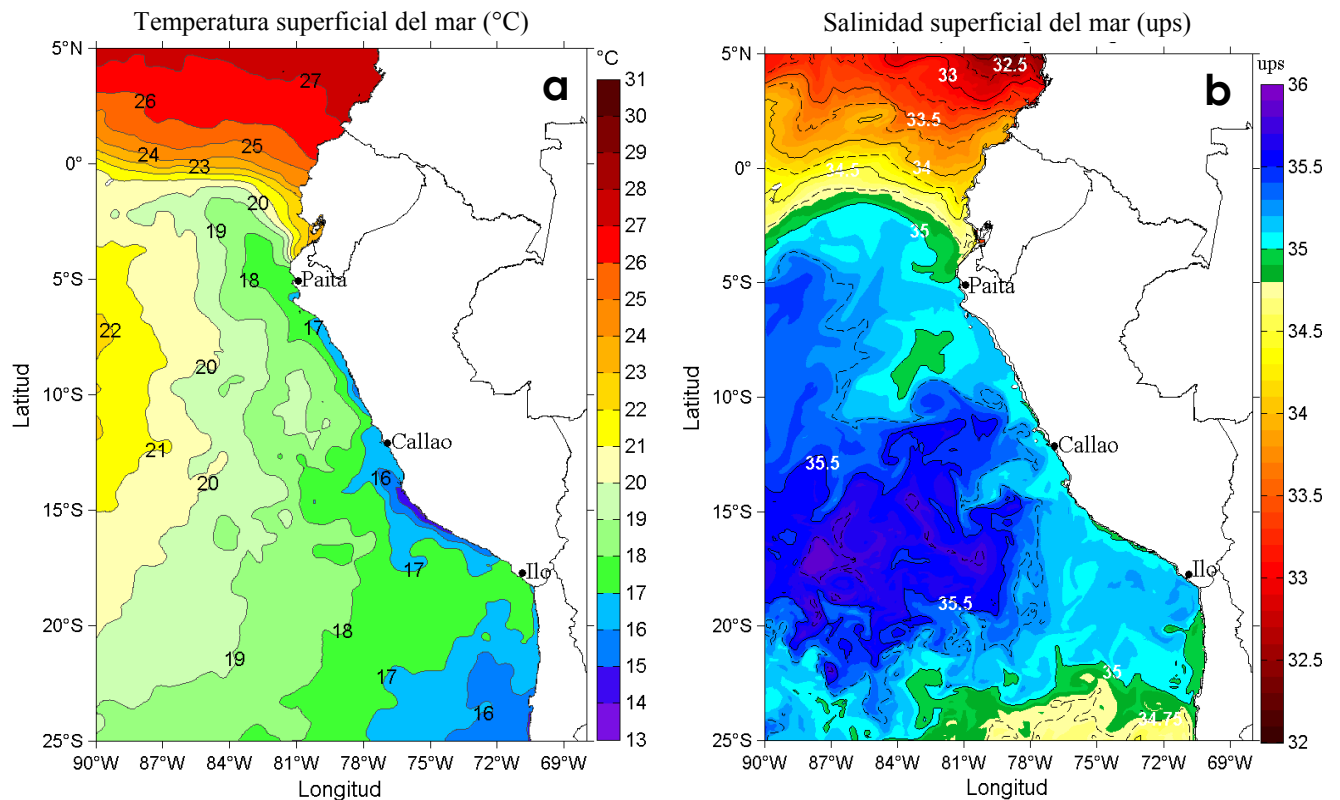 Temperatura superficial del mar (°C)
5°N
0°
5°S
10°S
15°S
20°S
25°S
Latitud
90°W
87°W
84°W
81°W
78°W
75°W
72°W
69°W
Longitud
a
27
26
25
24
23
20
19
18
17
22
20
21
20
16
17
18
19
17
16
Paita
Callao
Ilo
°C
31
30
29
28
27
26
25
24
23
22
21
20
19
18
17
16
15
14
13
Salinidad superficial del mar (ups)
5°N
0°
5°S
10°S
15°S
20°S
25°S
Latitud
90°W
87°W
84°W
81°W
78°W
75°W
72°W
69°W
Longitud
b
32.5
33
33.5
34
34.5
35
35.5
35.5
35
34.75
Paita
Callao
Ilo
ups
36
35.5
35
34.5
34
33.5
33
32.5
32